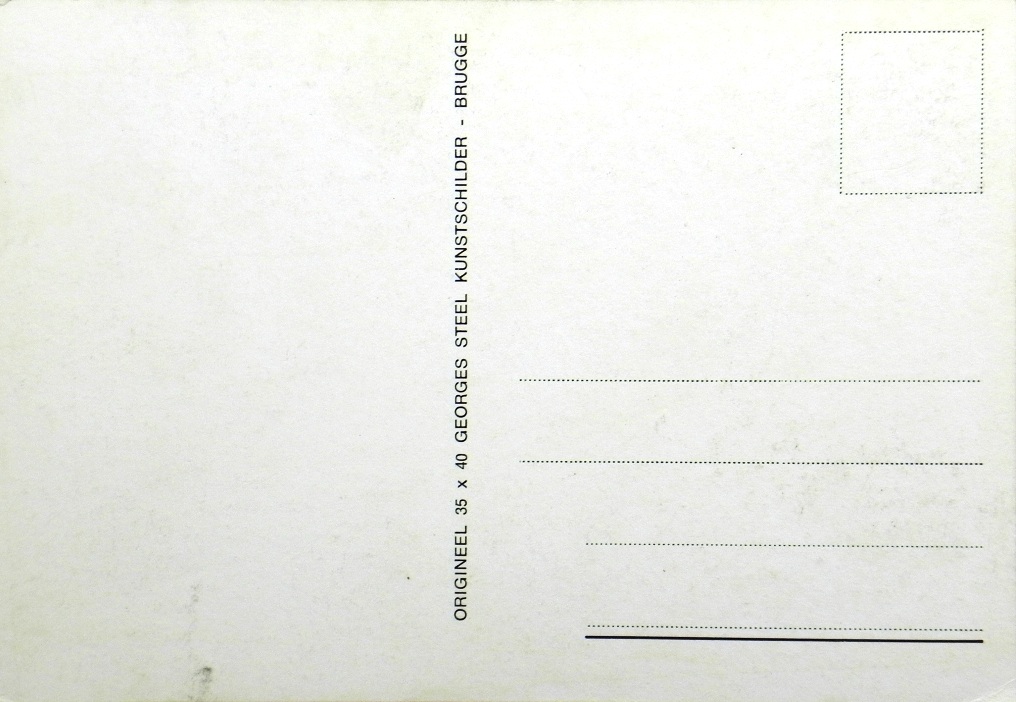 ORIGINEEL 35 x 40 GEORGES STEEL KUNSTSCHILDER - BRUGGE